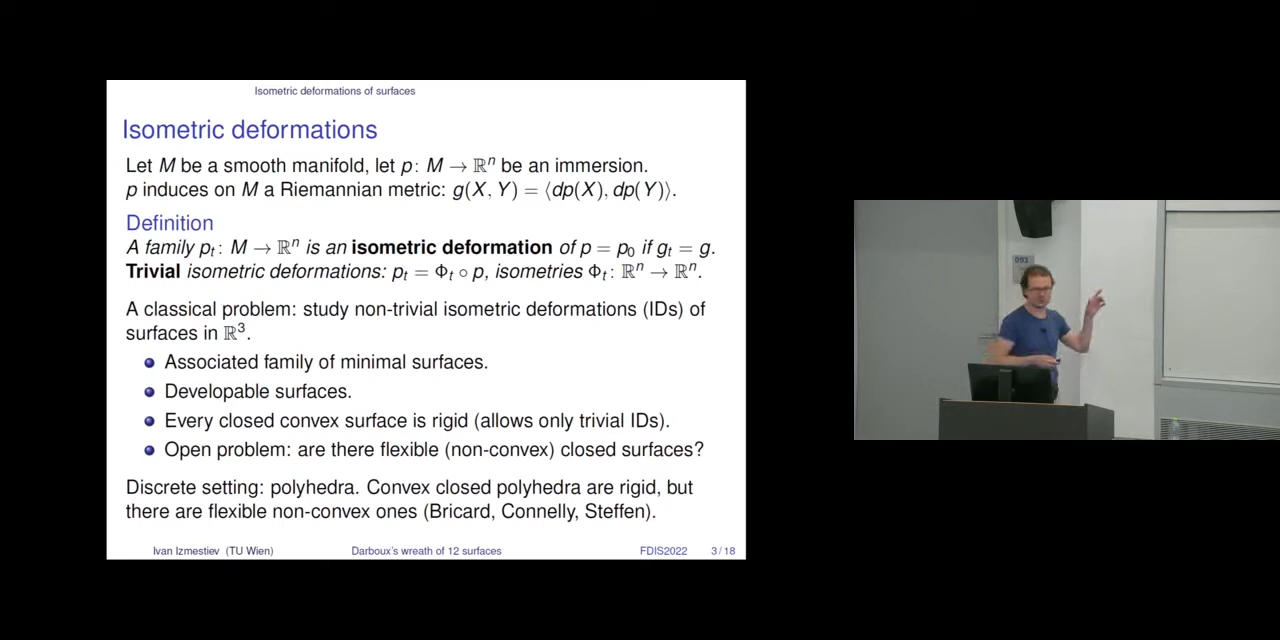 Isometric deformations of surfaces
Isometric deformations
Let M be a smooth manifold, let p: M → ℝⁿ be an immersion.
p induces on M a Riemannian metric: g(X, Y) = ⟨dp(X), dp(Y)⟩.
Definition
A family pₜ: M → ℝⁿ is an isometric deformation of p = p₀ if gₜ = g.
Trivial isometric deformations: pₜ = Φₜ ∘ p, isometries Φₜ: ℝⁿ → ℝⁿ.
A classical problem: study non-trivial isometric deformations (IDs) of
surfaces in ℝ³.
Associated family of minimal surfaces.
Developable surfaces.
Every closed convex surface is rigid (allows only trivial IDs).
Open problem: are there flexible (non-convex) closed surfaces?
Discrete setting: polyhedra. Convex closed polyhedra are rigid, but
there are flexible non-convex ones (Bricard, Connelly, Steffen).
Ivan Izmestiev (TU Wien) Darboux's wreath of 12 surfaces FDIS2022 3 / 18